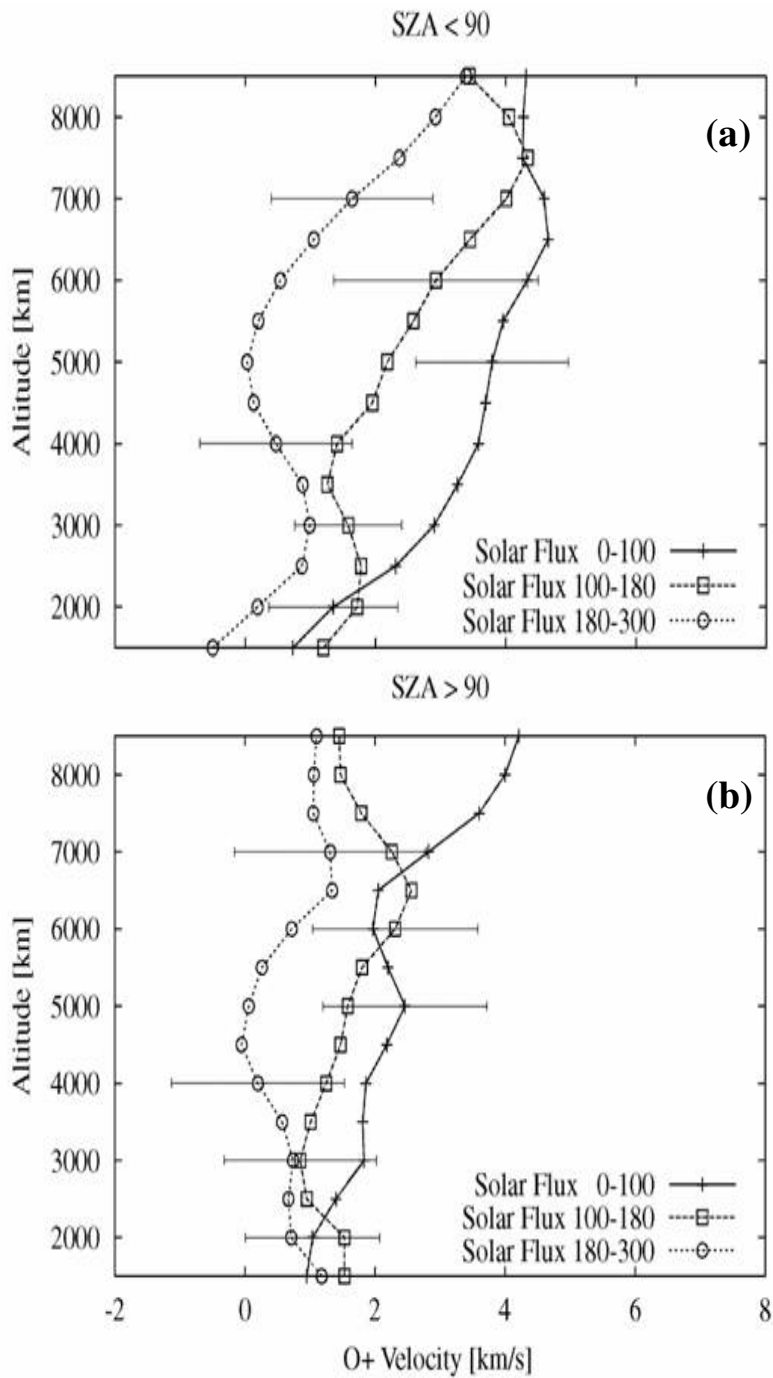 SZA < 90
(a)
8000
7000
6000
5000
4000
3000
2000
Altitude [km]
Solar Flux 0-100
Solar Flux 100-180
Solar Flux 180-300
SZA > 90
(b)
8000
7000
6000
5000
4000
3000
2000
Altitude [km]
Solar Flux 0-100
Solar Flux 100-180
Solar Flux 180-300
-2 0 2 4 6 8
O+ Velocity [km/s]